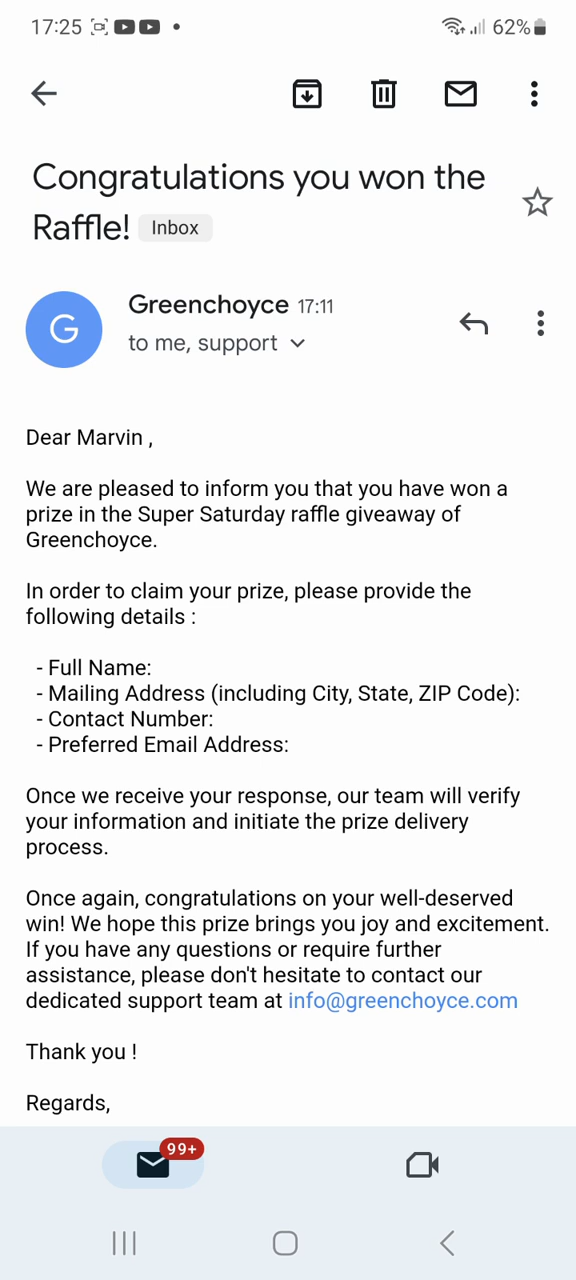 17:25 62%
Congratulations you won the
Raffle! Inbox
G
Greenchoyce 17:11
to me, support
Dear Marvin ,
We are pleased to inform you that you have won a
prize in the Super Saturday raffle giveaway of
Greenchoyce.
In order to claim your prize, please provide the
following details :
- Full Name:
- Mailing Address (including City, State, ZIP Code):
- Contact Number:
- Preferred Email Address:
Once we receive your response, our team will verify
your information and initiate the prize delivery
process.
Once again, congratulations on your well-deserved
win! We hope this prize brings you joy and excitement.
If you have any questions or require further
assistance, please don't hesitate to contact our
dedicated support team at info@greenchoyce.com
Thank you !
Regards,
99+